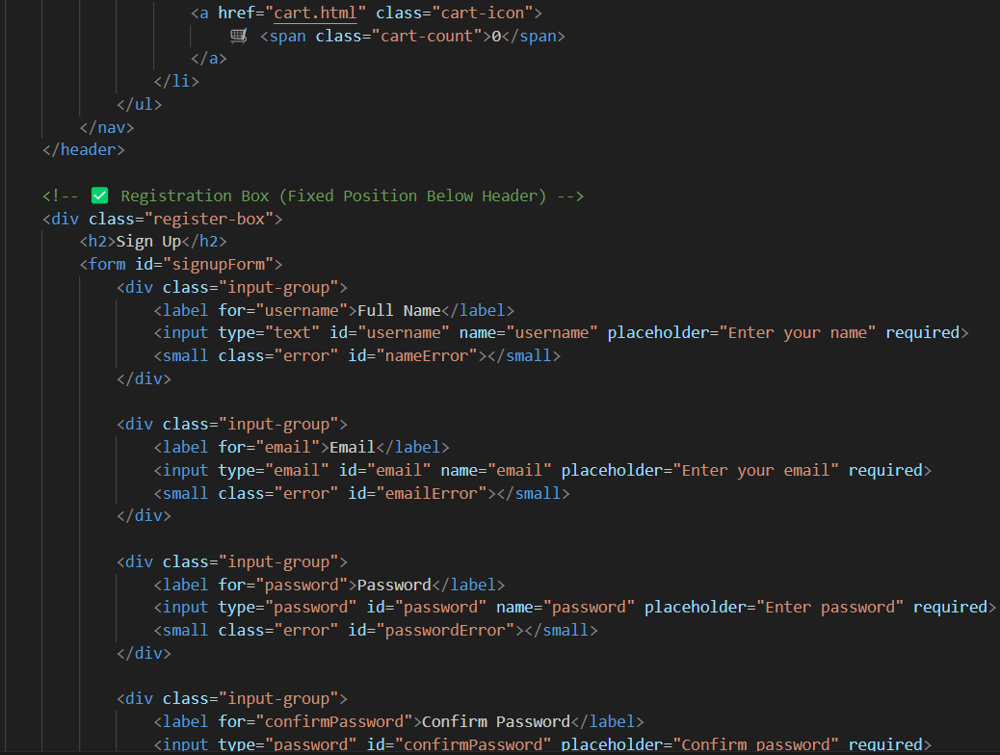 <a href="cart.html" class="cart-icon">
🛒 <span class="cart-count">0</span>
</a>
</li>
</ul>
</nav>
</header>
<!-- ✅ Registration Box (Fixed Position Below Header) -->
<div class="register-box">
<h2>Sign Up</h2>
<form id="signupForm">
<div class="input-group">
<label for="username">Full Name</label>
<input type="text" id="username" name="username" placeholder="Enter your name" required>
<small class="error" id="nameError"></small>
</div>
<div class="input-group">
<label for="email">Email</label>
<input type="email" id="email" name="email" placeholder="Enter your email" required>
<small class="error" id="emailError"></small>
</div>
<div class="input-group">
<label for="password">Password</label>
<input type="password" id="password" name="password" placeholder="Enter password" required>
<small class="error" id="passwordError"></small>
</div>
<div class="input-group">
<label for="confirmPassword">Confirm Password</label>
<input type="password" id="confirmPassword" placeholder="Confirm password" required>